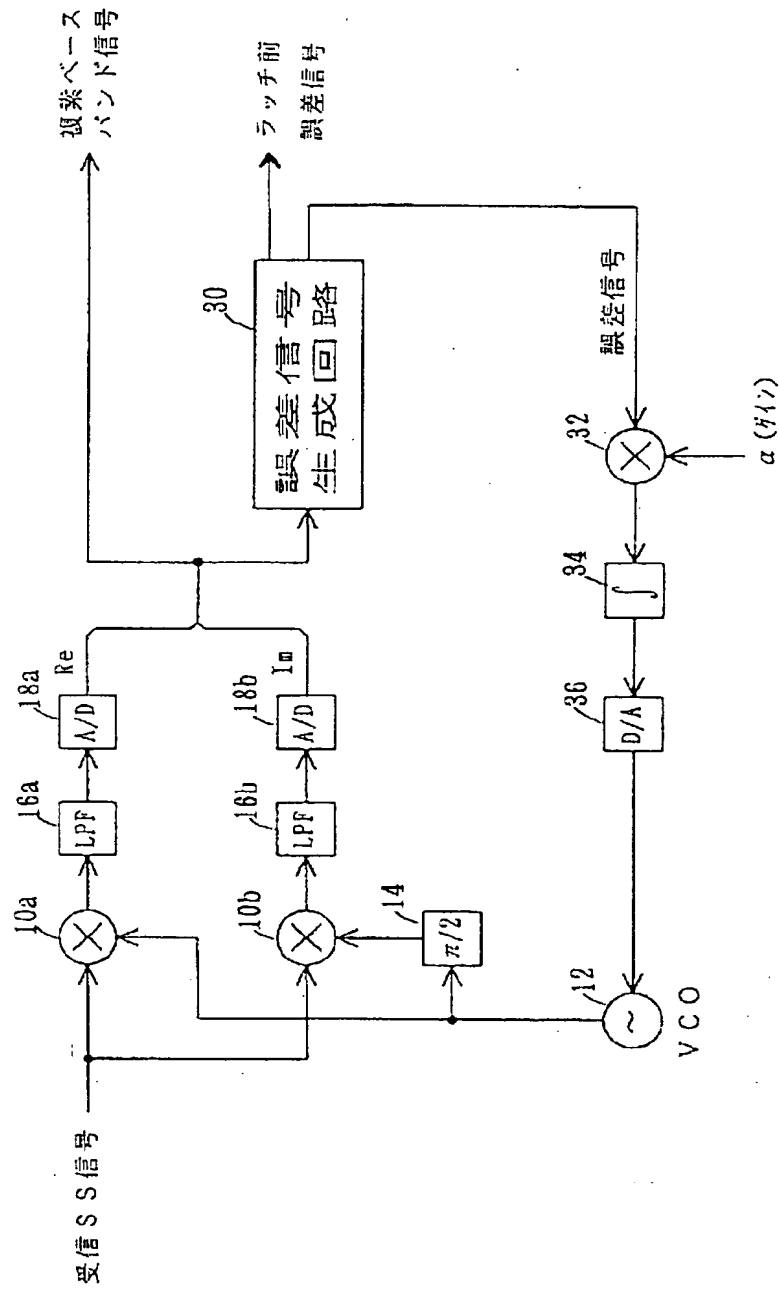 受信SS信号
10a
16a
LPF
18a
A/D
Re
複素ベース
バンド信号
10b
16b
LPF
18b
A/D
Im
14
π/2
30
誤差信号
生成回路
ラッチ前
誤差信号
12
~
VCO
36
D/A
34
∫
32
誤差信号
α(ゲイン)